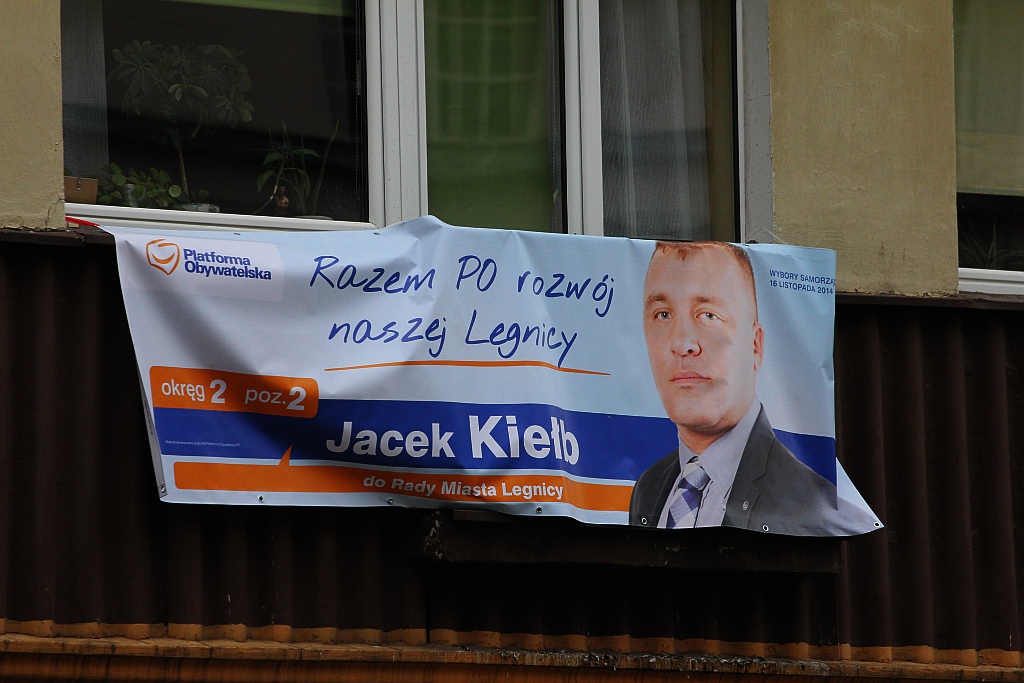 Platforma
Obywatelska
Razem PO rozwój
naszej Legnicy
WYBORY SAMORZĄ
16 LISTOPADA 2014
okręg 2 poz.2
Jacek Kiełb
do Rady Miasta Legnicy